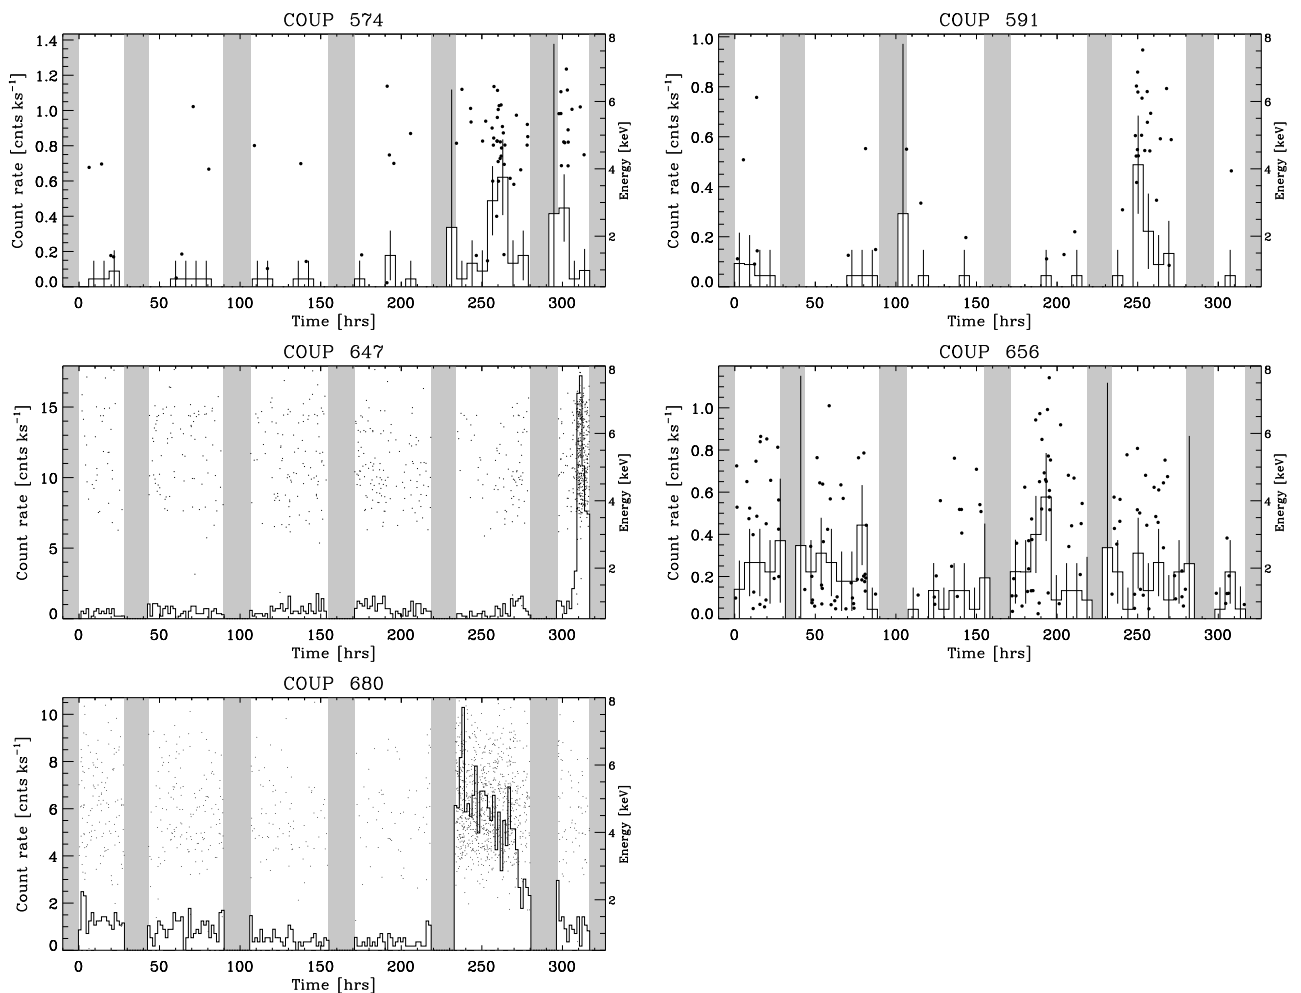 COUP 574
Count rate [cnts ks⁻¹]
0.0 0.2 0.4 0.6 0.8 1.0 1.2 1.4
2 4 6 8
Energy [keV]
0 50 100 150 200 250 300
Time [hrs]
COUP 591
Count rate [cnts ks⁻¹]
0.0 0.2 0.4 0.6 0.8 1.0
2 4 6 8
Energy [keV]
0 50 100 150 200 250 300
Time [hrs]
COUP 647
Count rate [cnts ks⁻¹]
0 5 10 15
2 4 6 8
Energy [keV]
0 50 100 150 200 250 300
Time [hrs]
COUP 656
Count rate [cnts ks⁻¹]
0.0 0.2 0.4 0.6 0.8 1.0
2 4 6 8
Energy [keV]
0 50 100 150 200 250 300
Time [hrs]
COUP 680
Count rate [cnts ks⁻¹]
0 2 4 6 8 10
2 4 6 8
Energy [keV]
0 50 100 150 200 250 300
Time [hrs]